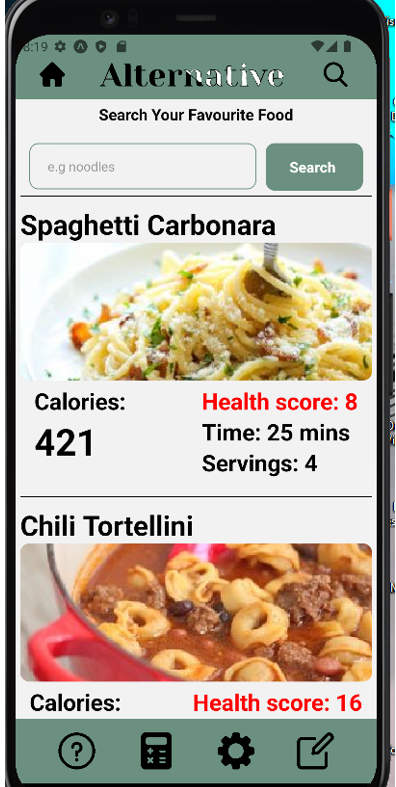 8:19
Alternative
Search Your Favourite Food
e.g noodles
Search
Spaghetti Carbonara
Calories:
421
Health score: 8
Time: 25 mins
Servings: 4
Chili Tortellini
Calories:
Health score: 16